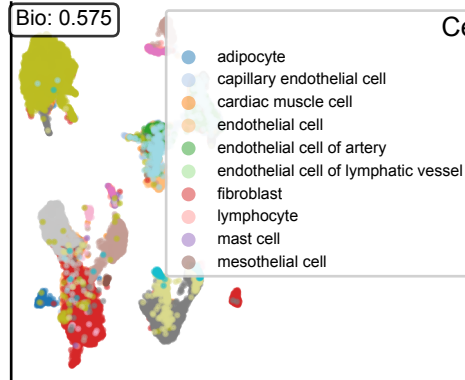 Bio: 0.575
Ce
adipocyte
capillary endothelial cell
cardiac muscle cell
endothelial cell
endothelial cell of artery
endothelial cell of lymphatic vessel
fibroblast
lymphocyte
mast cell
mesothelial cell